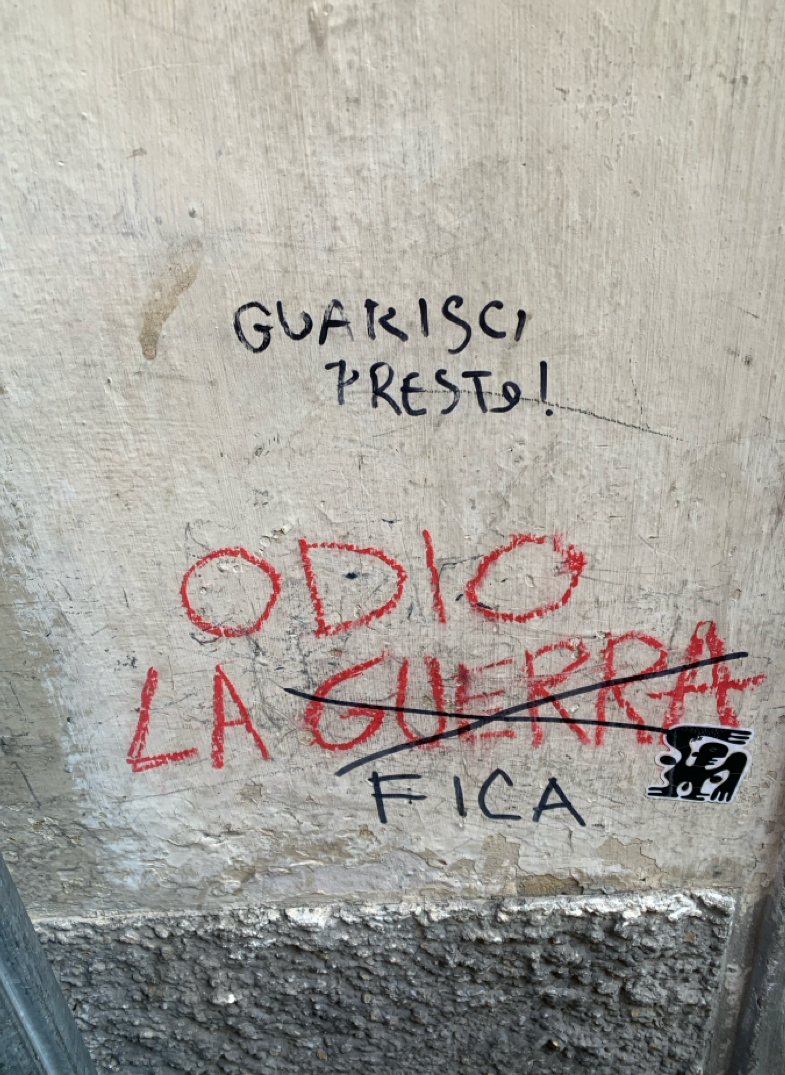 GUARISCI
PRESTO!
ODIO
LA GUERRA
FICA